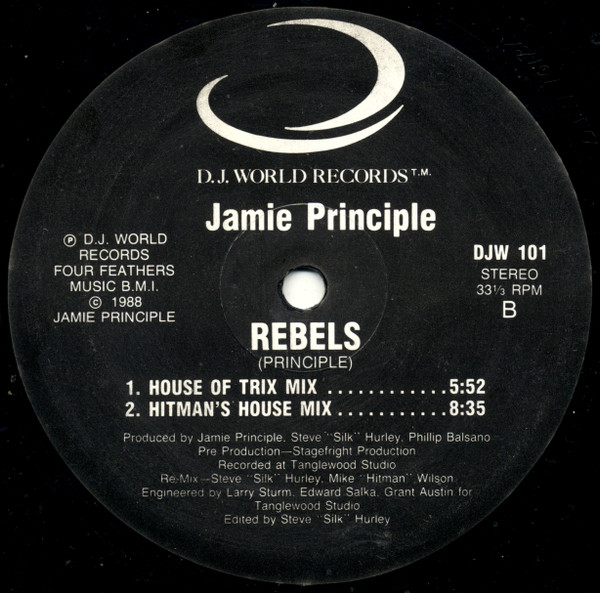 D.J. WORLD RECORDS T.M.
Jamie Principle
℗ D.J. WORLD
RECORDS
FOUR FEATHERS
MUSIC B.M.I.
© 1988
JAMIE PRINCIPLE
DJW 101
STEREO
33⅓ RPM
B
REBELS
(PRINCIPLE)
1. HOUSE OF TRIX MIX ............5:52
2. HITMAN'S HOUSE MIX..........8:35
Produced by Jamie Principle, Steve "Silk" Hurley, Phillip Balsano
Pre Production—Stagefright Production
Recorded at Tanglewood Studio
Re-Mix—Steve "Silk" Hurley, Mike "Hitman" Wilson
Engineered by Larry Sturm, Edward Salka, Grant Austin for
Tanglewood Studio
Edited by Steve "Silk" Hurley